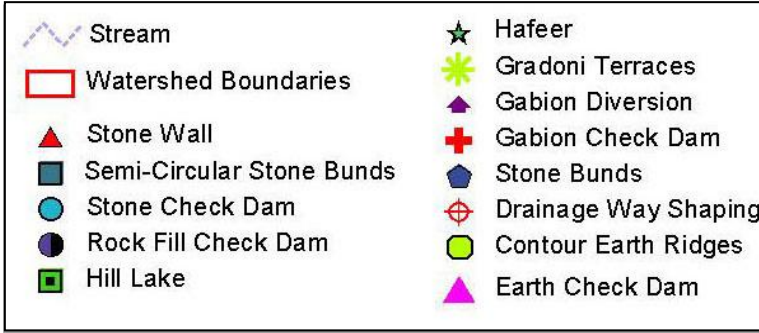 Stream
Watershed Boundaries
Stone Wall
Semi-Circular Stone Bunds
Stone Check Dam
Rock Fill Check Dam
Hill Lake
Hafeer
Gradoni Terraces
Gabion Diversion
Gabion Check Dam
Stone Bunds
Drainage Way Shaping
Contour Earth Ridges
Earth Check Dam